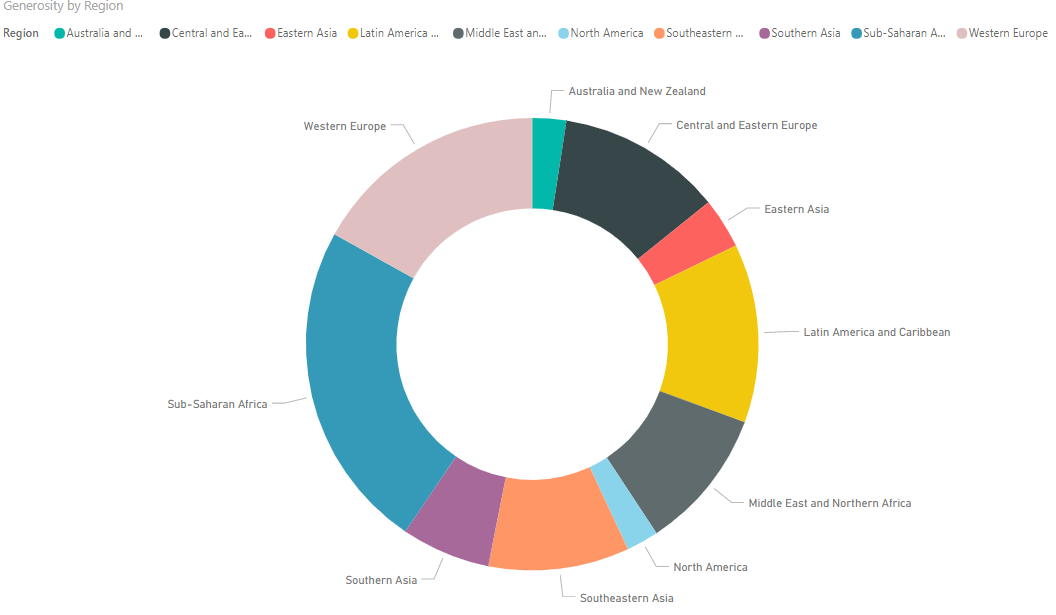 Generosity by Region
Region Australia and ... Central and Ea... Eastern Asia Latin America ... Middle East an... North America Southeastern ... Southern Asia Sub-Saharan A... Western Europe
Australia and New Zealand
Western Europe
Central and Eastern Europe
Eastern Asia
Latin America and Caribbean
Sub-Saharan Africa
Middle East and Northern Africa
North America
Southern Asia
Southeastern Asia